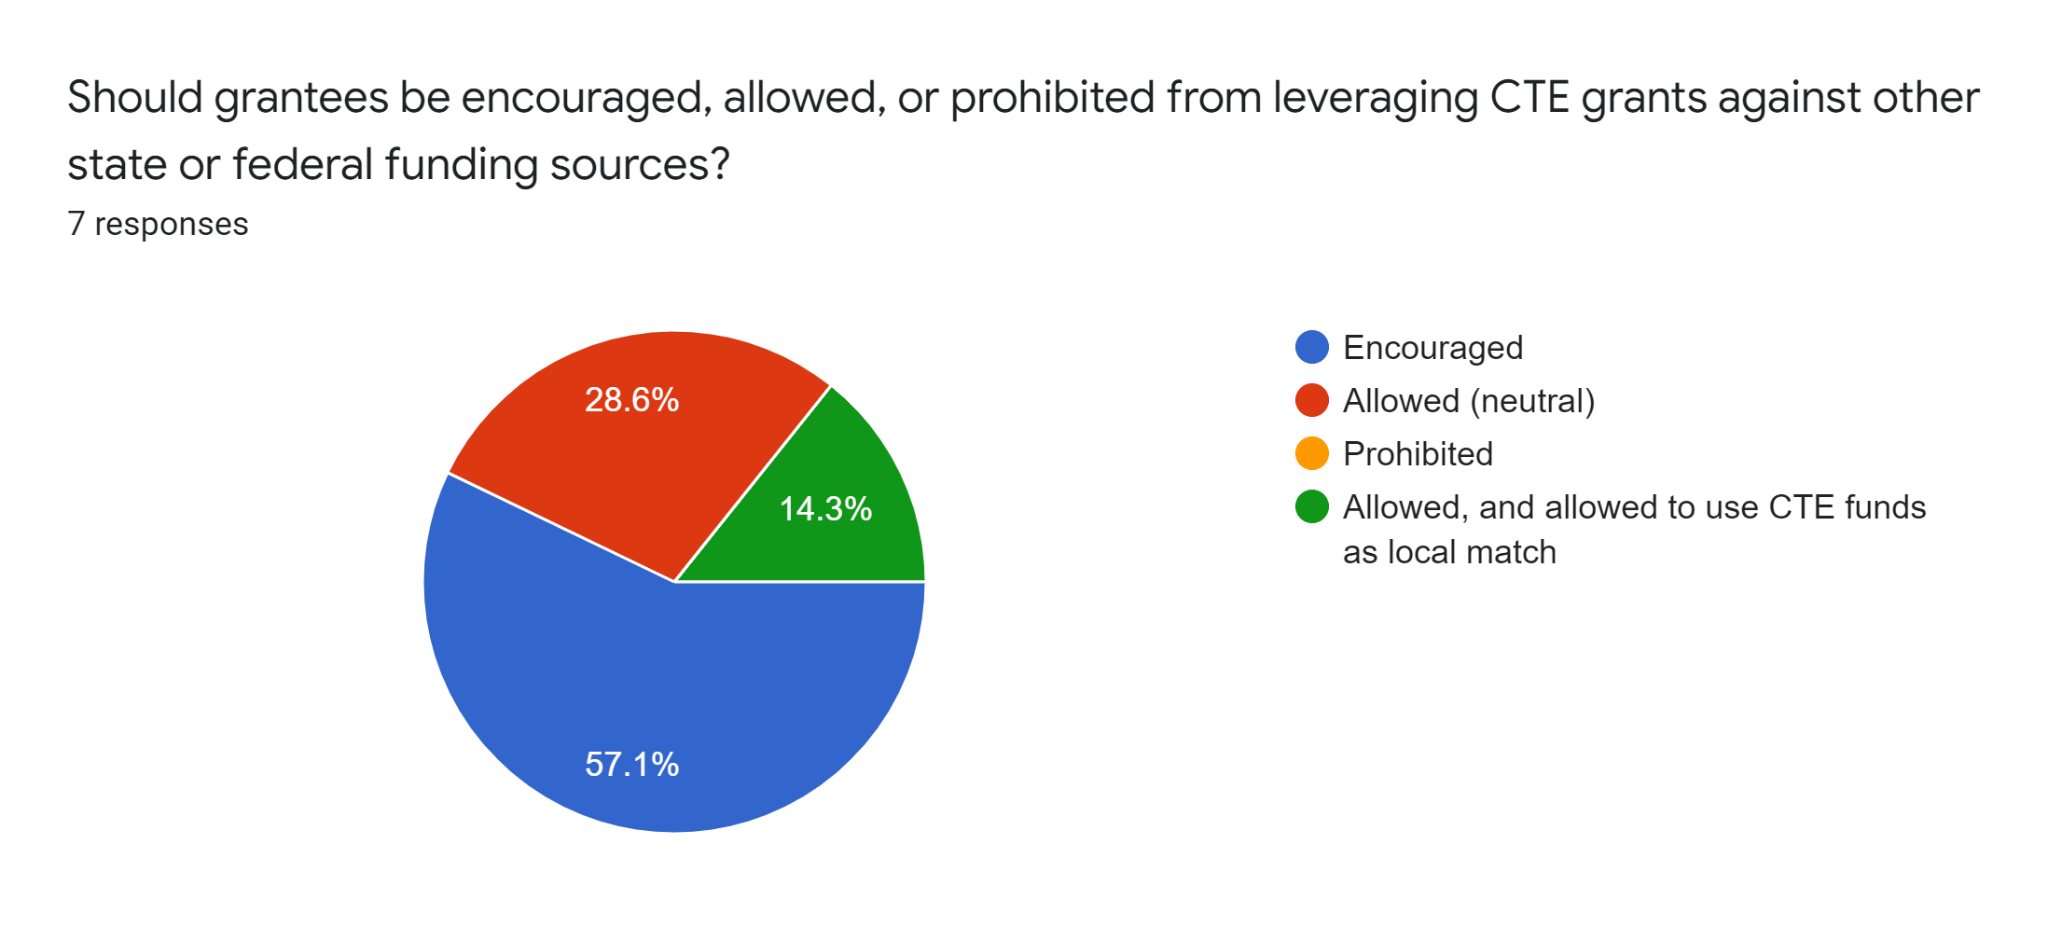 Should grantees be encouraged, allowed, or prohibited from leveraging CTE grants against other
state or federal funding sources?
7 responses
28.6%
14.3%
57.1%
Encouraged
Allowed (neutral)
Prohibited
Allowed, and allowed to use CTE funds
as local match